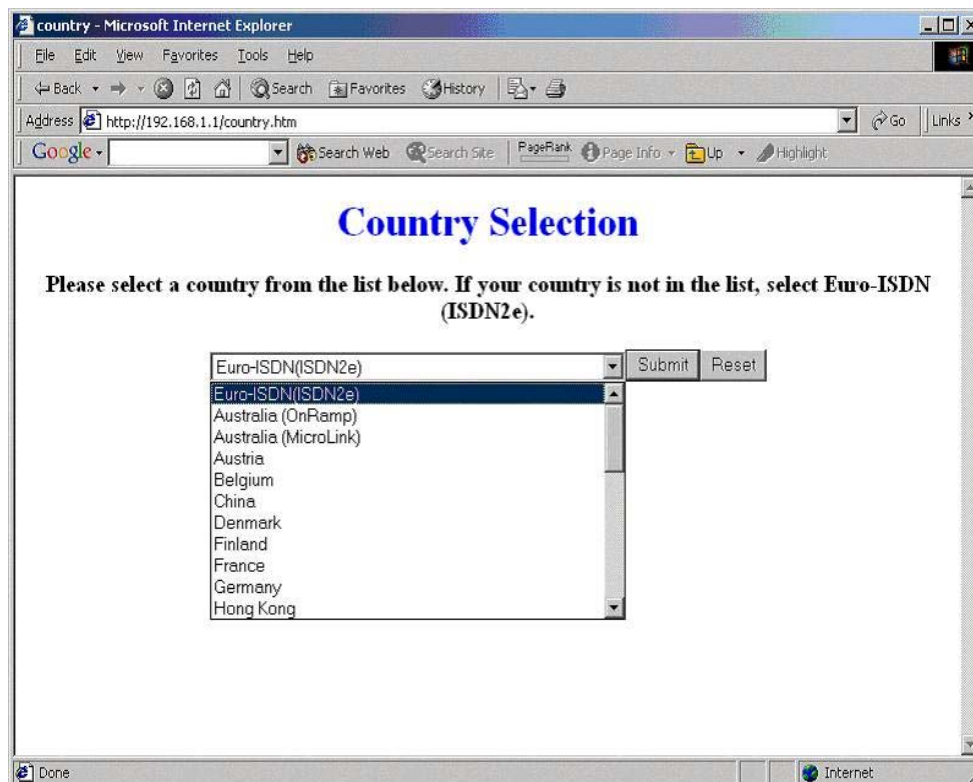 country - Microsoft Internet Explorer
File Edit View Favorites Tools Help
Back Search Favorites History
Address http://192.168.1.1/country.htm Go Links
Google Search Web Search Site PageRank Page Info Up Highlight
Country Selection
Please select a country from the list below. If your country is not in the list, select Euro-ISDN
(ISDN2e).
Euro-ISDN(ISDN2e) Submit Reset
Euro-ISDN(ISDN2e)
Australia (OnRamp)
Australia (MicroLink)
Austria
Belgium
China
Denmark
Finland
France
Germany
Hong Kong
Done Internet